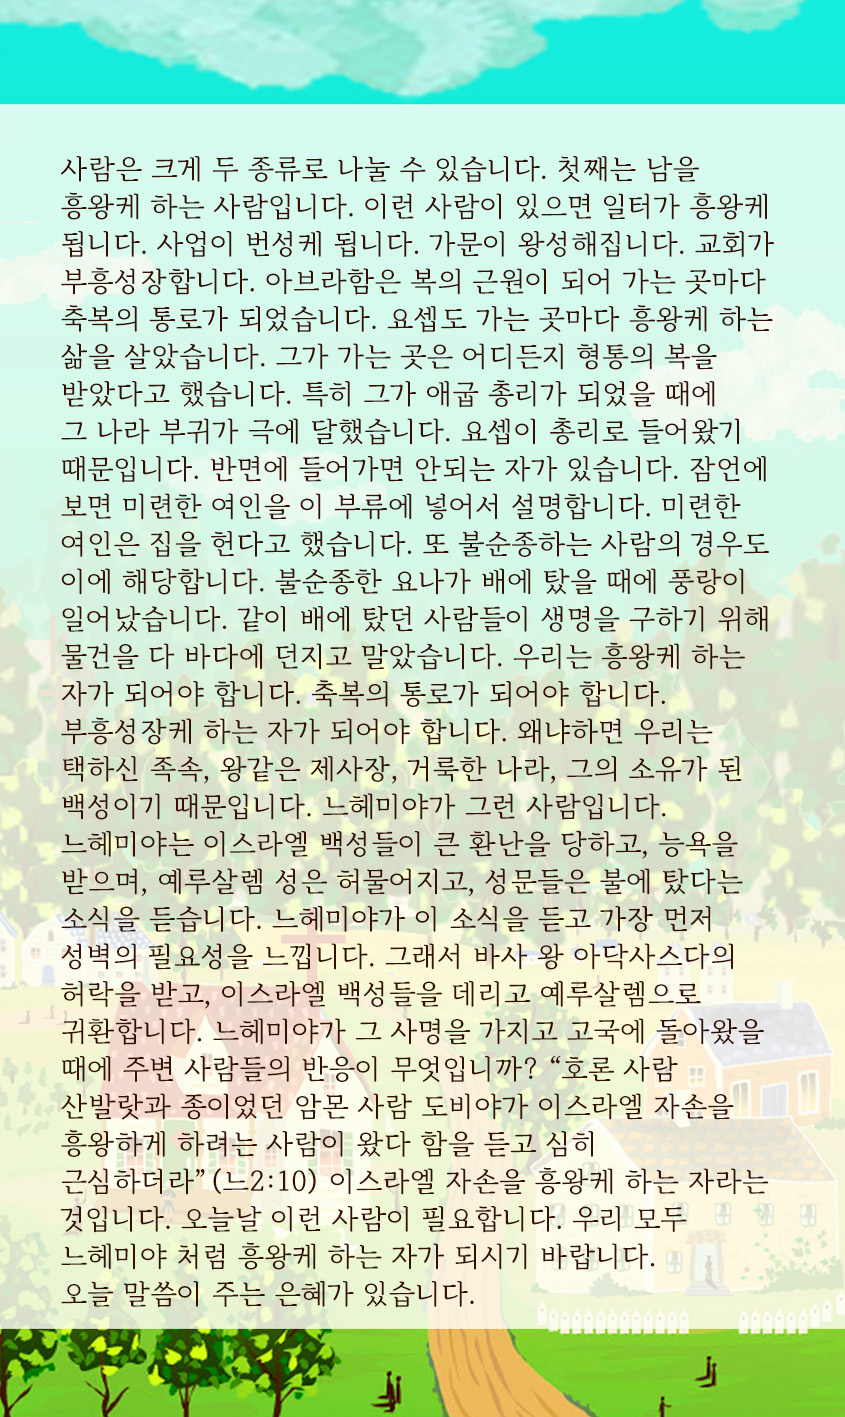 사람은 크게 두 종류로 나눌 수 있습니다. 첫째는 남을
흥왕케 하는 사람입니다. 이런 사람이 있으면 일터가 흥왕케
됩니다. 사업이 번성케 됩니다. 가문이 왕성해집니다. 교회가
부흥성장합니다. 아브라함은 복의 근원이 되어 가는 곳마다
축복의 통로가 되었습니다. 요셉도 가는 곳마다 흥왕케 하는
삶을 살았습니다. 그가 가는 곳은 어디든지 형통의 복을
받았다고 했습니다. 특히 그가 애굽 총리가 되었을 때에
그 나라 부귀가 극에 달했습니다. 요셉이 총리로 들어왔기
때문입니다. 반면에 들어가면 안되는 자가 있습니다. 잠언에
보면 미련한 여인을 이 부류에 넣어서 설명합니다. 미련한
여인은 집을 헌다고 했습니다. 또 불순종하는 사람의 경우도
이에 해당합니다. 불순종한 요나가 배에 탔을 때에 풍랑이
일어났습니다. 같이 배에 탔던 사람들이 생명을 구하기 위해
물건을 다 바다에 던지고 말았습니다. 우리는 흥왕케 하는
자가 되어야 합니다. 축복의 통로가 되어야 합니다.
부흥성장케 하는 자가 되어야 합니다. 왜냐하면 우리는
택하신 족속, 왕같은 제사장, 거룩한 나라, 그의 소유가 된
백성이기 때문입니다. 느헤미야가 그런 사람입니다.
느헤미야는 이스라엘 백성들이 큰 환난을 당하고, 능욕을
받으며, 예루살렘 성은 허물어지고, 성문들은 불에 탔다는
소식을 듣습니다. 느헤미야가 이 소식을 듣고 가장 먼저
성벽의 필요성을 느낍니다. 그래서 바사 왕 아닥사스다의
허락을 받고, 이스라엘 백성들을 데리고 예루살렘으로
귀환합니다. 느헤미야가 그 사명을 가지고 고국에 돌아왔을
때에 주변 사람들의 반응이 무엇입니까? “호론 사람
산발랏과 종이었던 암몬 사람 도비야가 이스라엘 자손을
흥왕하게 하려는 사람이 왔다 함을 듣고 심히
근심하더라”(느2:10) 이스라엘 자손을 흥왕케 하는 자라는
것입니다. 오늘날 이런 사람이 필요합니다. 우리 모두
느헤미야 처럼 흥왕케 하는 자가 되시기 바랍니다.
오늘 말씀이 주는 은혜가 있습니다.